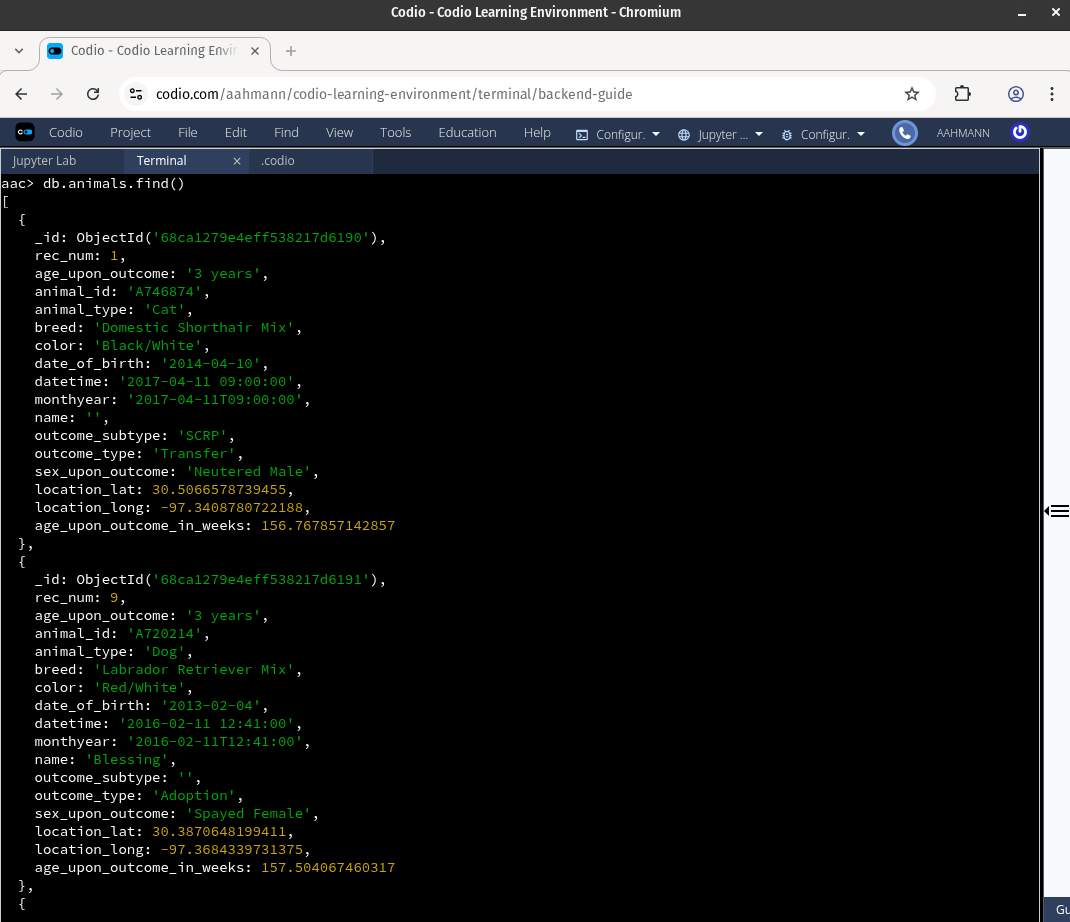 Codio - Codio Learning Environment - Chromium
Codio - Codio Learning Envir
codio.com/aahmann/codio-learning-environment/terminal/backend-guide
Codio Project File Edit Find View Tools Education Help Configur. Jupyter ... Configur. AAHMANN
Jupyter Lab Terminal .codio
aac> db.animals.find()
[
{
_id: ObjectId('68ca1279e4eff538217d6190'),
rec_num: 1,
age_upon_outcome: '3 years',
animal_id: 'A746874',
animal_type: 'Cat',
breed: 'Domestic Shorthair Mix',
color: 'Black/White',
date_of_birth: '2014-04-10',
datetime: '2017-04-11 09:00:00',
monthyear: '2017-04-11T09:00:00',
name: '',
outcome_subtype: 'SCRP',
outcome_type: 'Transfer',
sex_upon_outcome: 'Neutered Male',
location_lat: 30.5066578739455,
location_long: -97.3408780722188,
age_upon_outcome_in_weeks: 156.767857142857
},
{
_id: ObjectId('68ca1279e4eff538217d6191'),
rec_num: 9,
age_upon_outcome: '3 years',
animal_id: 'A720214',
animal_type: 'Dog',
breed: 'Labrador Retriever Mix',
color: 'Red/White',
date_of_birth: '2013-02-04',
datetime: '2016-02-11 12:41:00',
monthyear: '2016-02-11T12:41:00',
name: 'Blessing',
outcome_subtype: '',
outcome_type: 'Adoption',
sex_upon_outcome: 'Spayed Female',
location_lat: 30.3870648199411,
location_long: -97.3684339731375,
age_upon_outcome_in_weeks: 157.504067460317
},
{